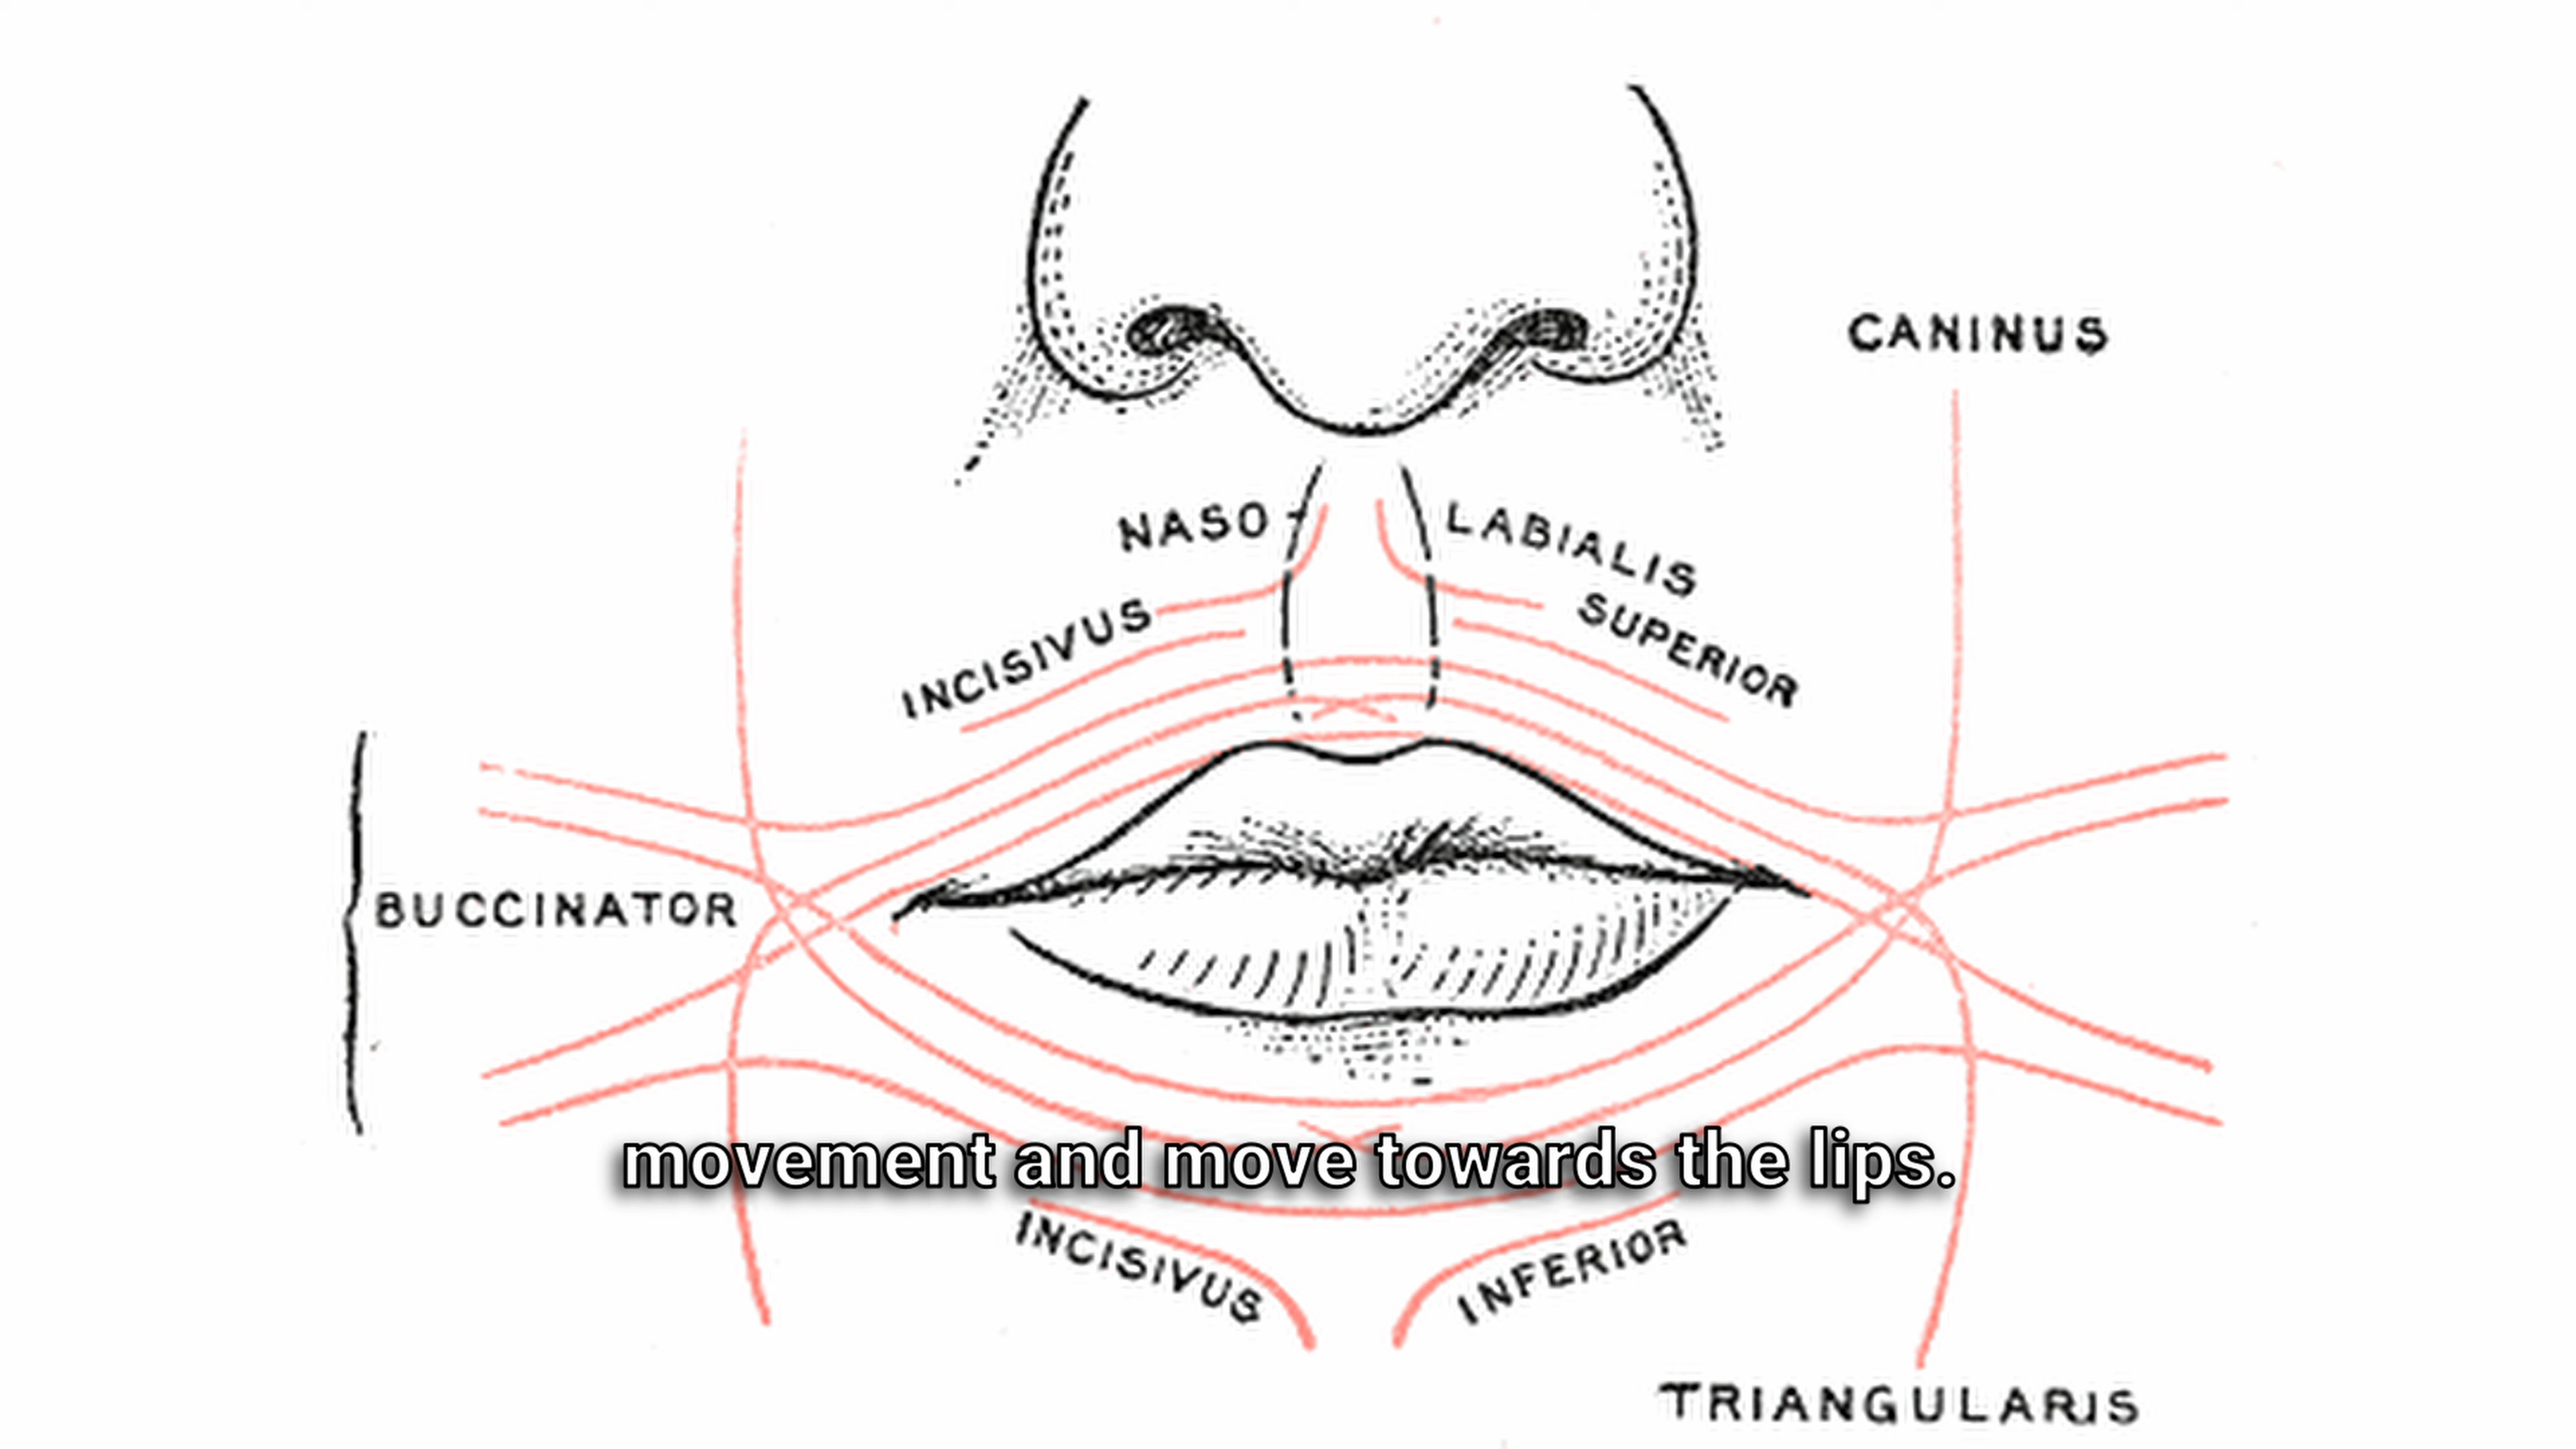 CANINUS
NASO-
LABIALIS
INCISIVUS
SUPERIOR
BUCCINATOR
movement and move towards the lips.
INCISIVUS
INFERIOR
TRIANGULARIS